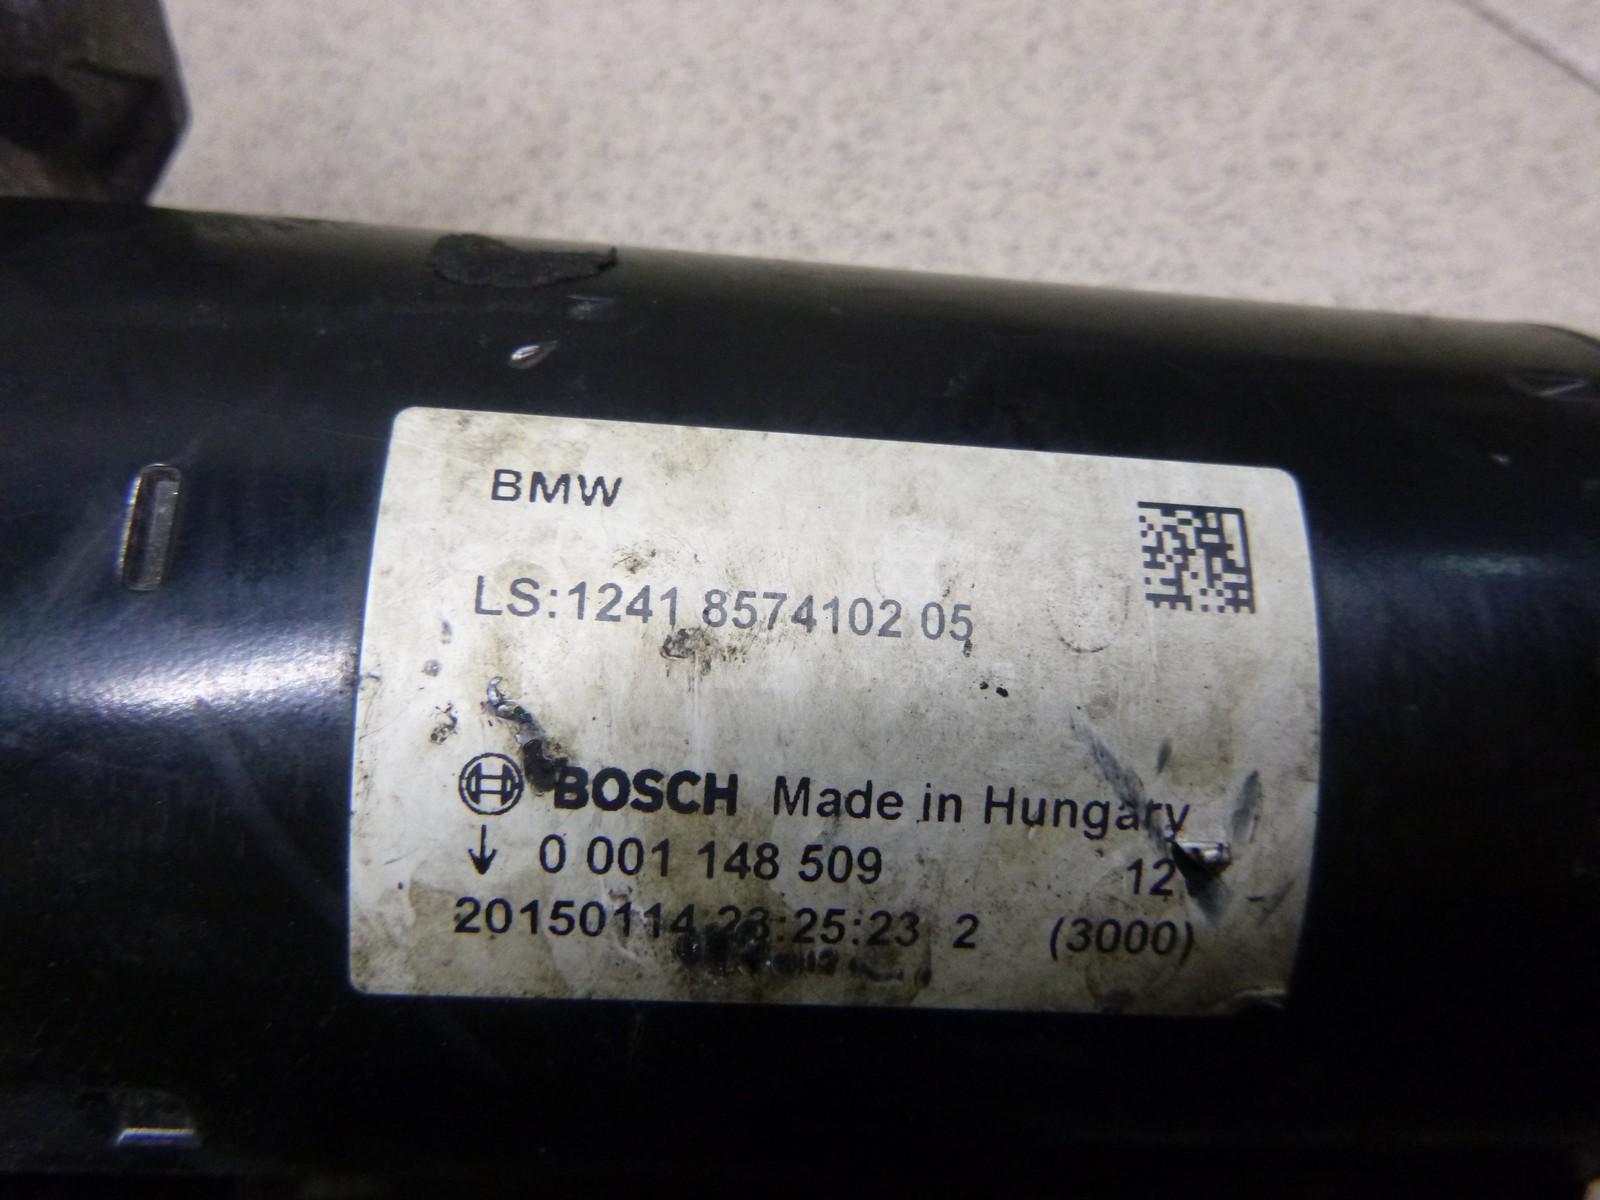 BMW
LS:1241 8574102 05
BOSCH Made in Hungary
↓ 0 001 148 509 12
20150114 23:25:23 2 (3000)